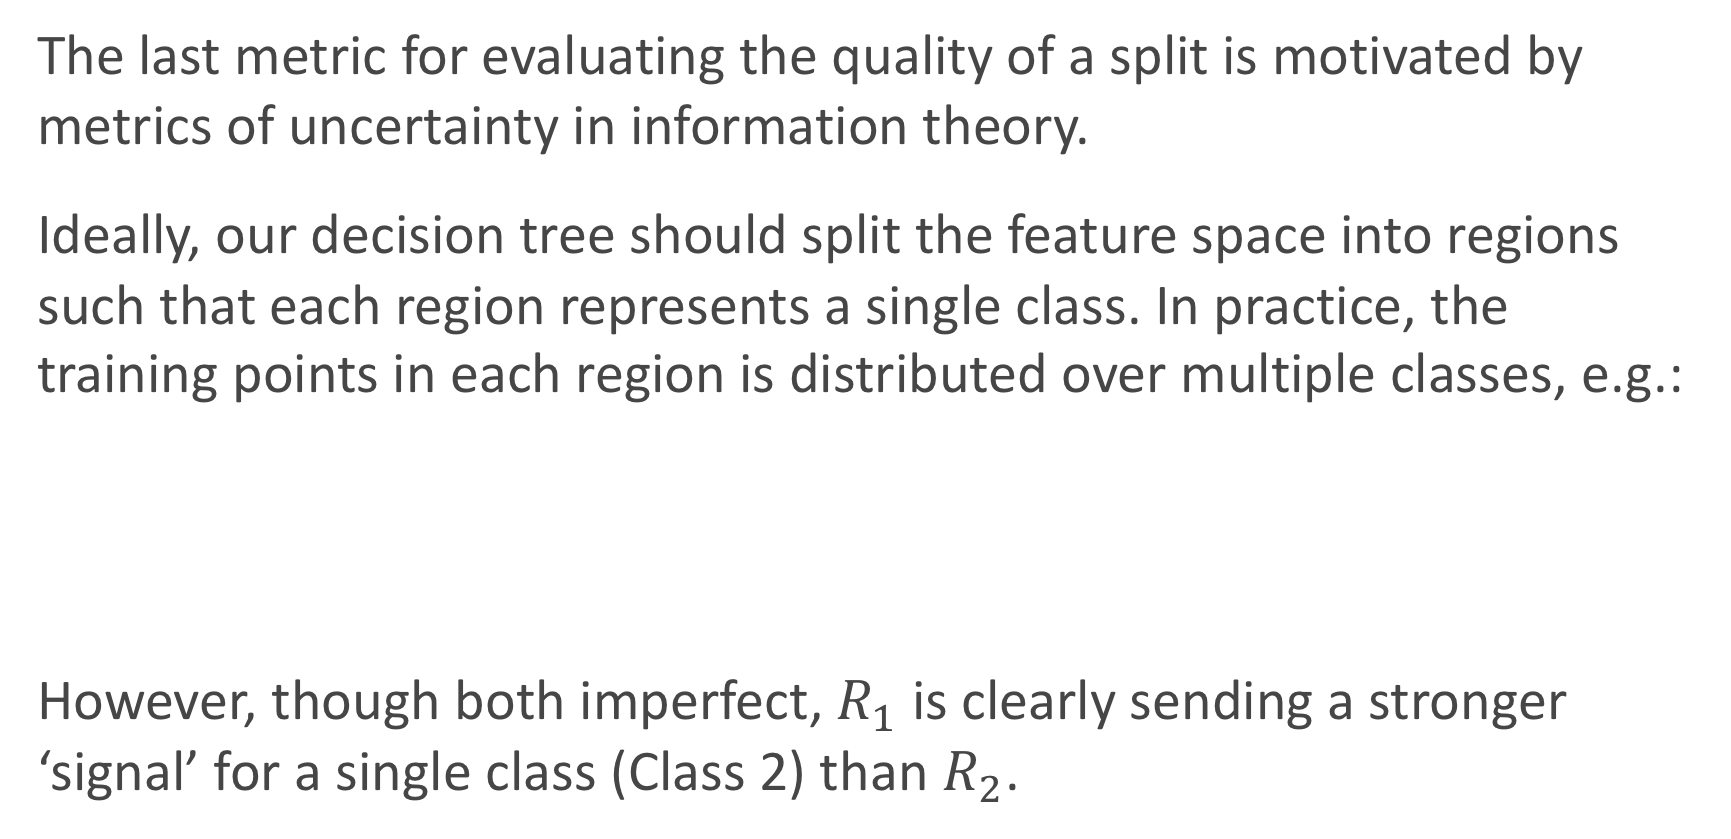 The last metric for evaluating the quality of a split is motivated by
metrics of uncertainty in information theory.
Ideally, our decision tree should split the feature space into regions
such that each region represents a single class. In practice, the
training points in each region is distributed over multiple classes, e.g.:
However, though both imperfect, R₁ is clearly sending a stronger
‘signal’ for a single class (Class 2) than R₂.